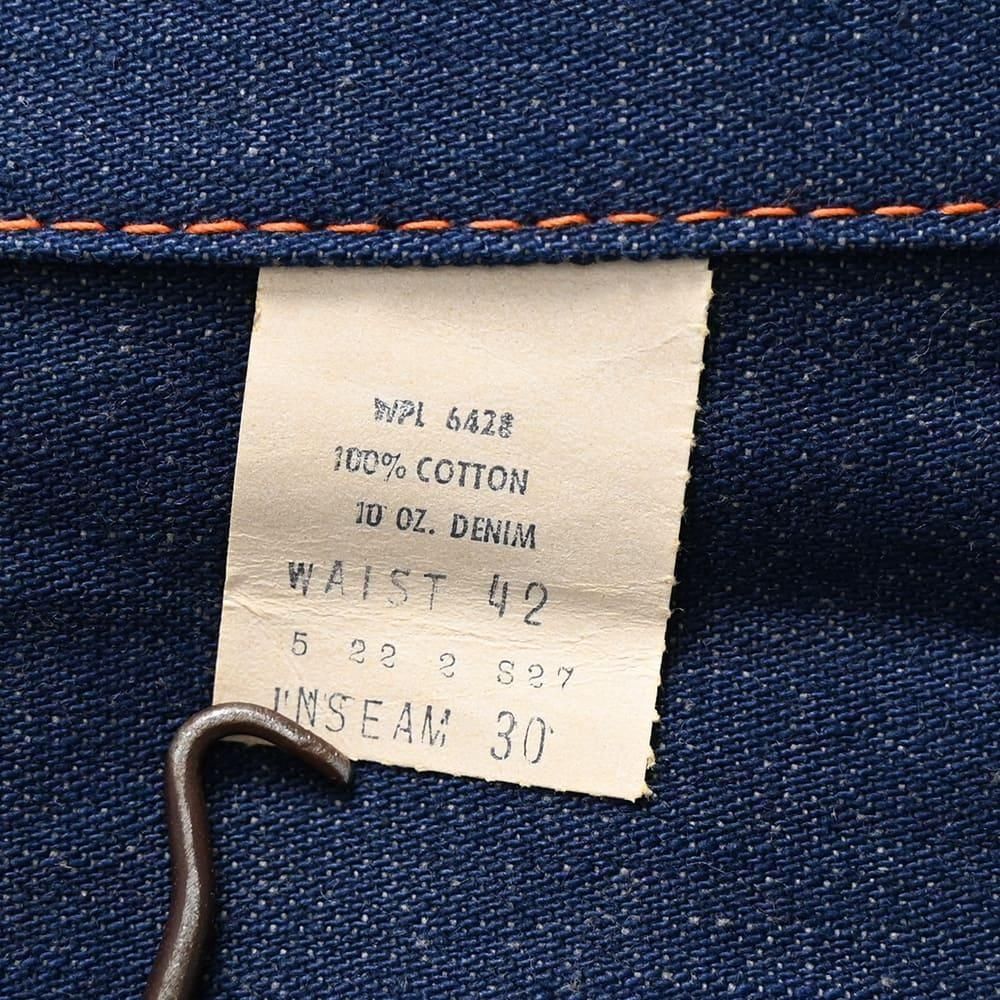 WPL 6428
100% COTTON
10 OZ. DENIM
WAIST 42
5 22 2 S27
INSEAM 30